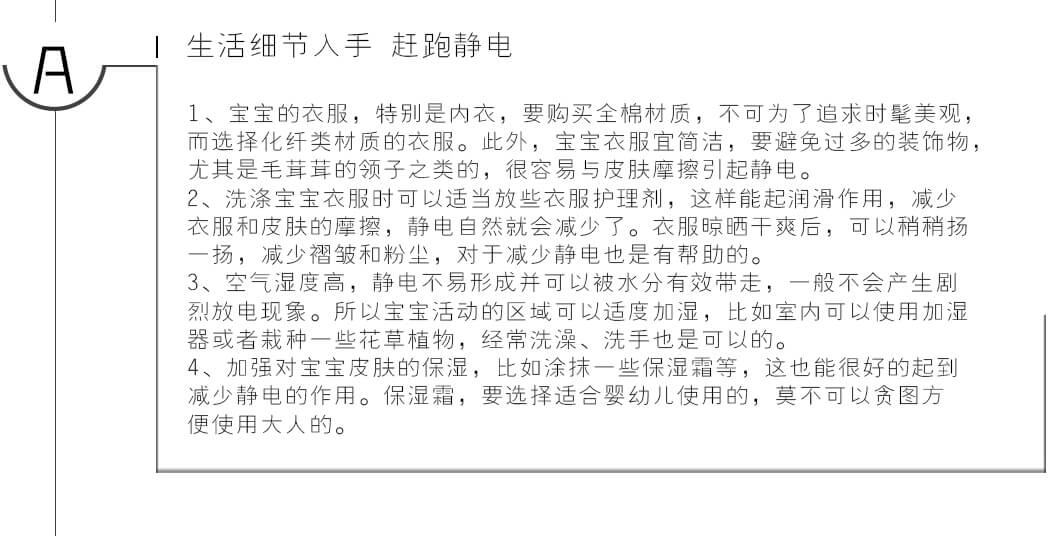 A
生活细节入手 赶跑静电
1、宝宝的衣服，特别是内衣，要购买全棉材质，不可为了追求时髦美观，
而选择化纤类材质的衣服。此外，宝宝衣服宜简洁，要避免过多的装饰物，
尤其是毛茸茸的领子之类的，很容易与皮肤摩擦引起静电。
2、洗涤宝宝衣服时可以适当放些衣服护理剂，这样能起润滑作用，减少
衣服和皮肤的摩擦，静电自然就会减少了。衣服晾晒干爽后，可以稍稍扬
一扬，减少褶皱和粉尘，对于减少静电也是有帮助的。
3、空气湿度高，静电不易形成并可以被水分有效带走，一般不会产生剧
烈放电现象。所以宝宝活动的区域可以适度加湿，比如室内可以使用加湿
器或者栽种一些花草植物，经常洗澡、洗手也是可以的。
4、加强对宝宝皮肤的保湿，比如涂抹一些保湿霜等，这也能很好的起到
减少静电的作用。保湿霜，要选择适合婴幼儿使用的，莫不可以贪图方
便使用大人的。